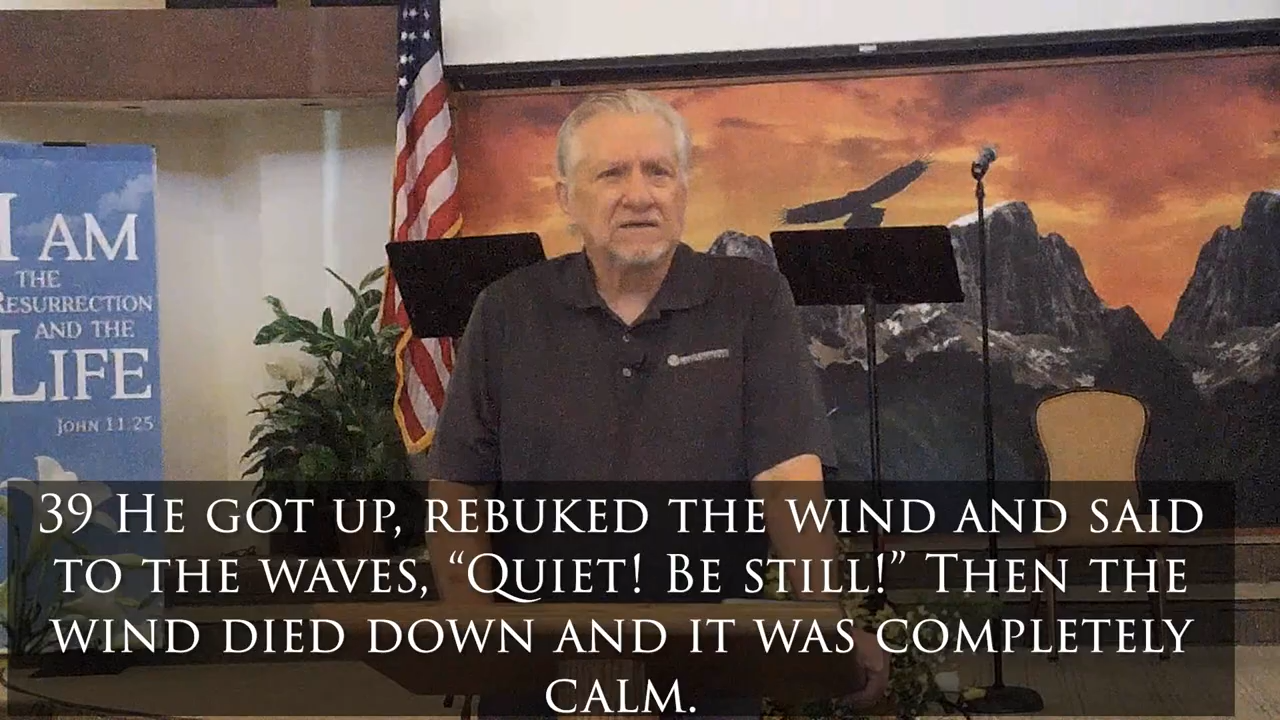 I AM
THE
RESURRECTION
AND THE
LIFE
JOHN 11:25
39 HE GOT UP, REBUKED THE WIND AND SAID
TO THE WAVES, “QUIET! BE STILL!” THEN THE
WIND DIED DOWN AND IT WAS COMPLETELY
CALM.